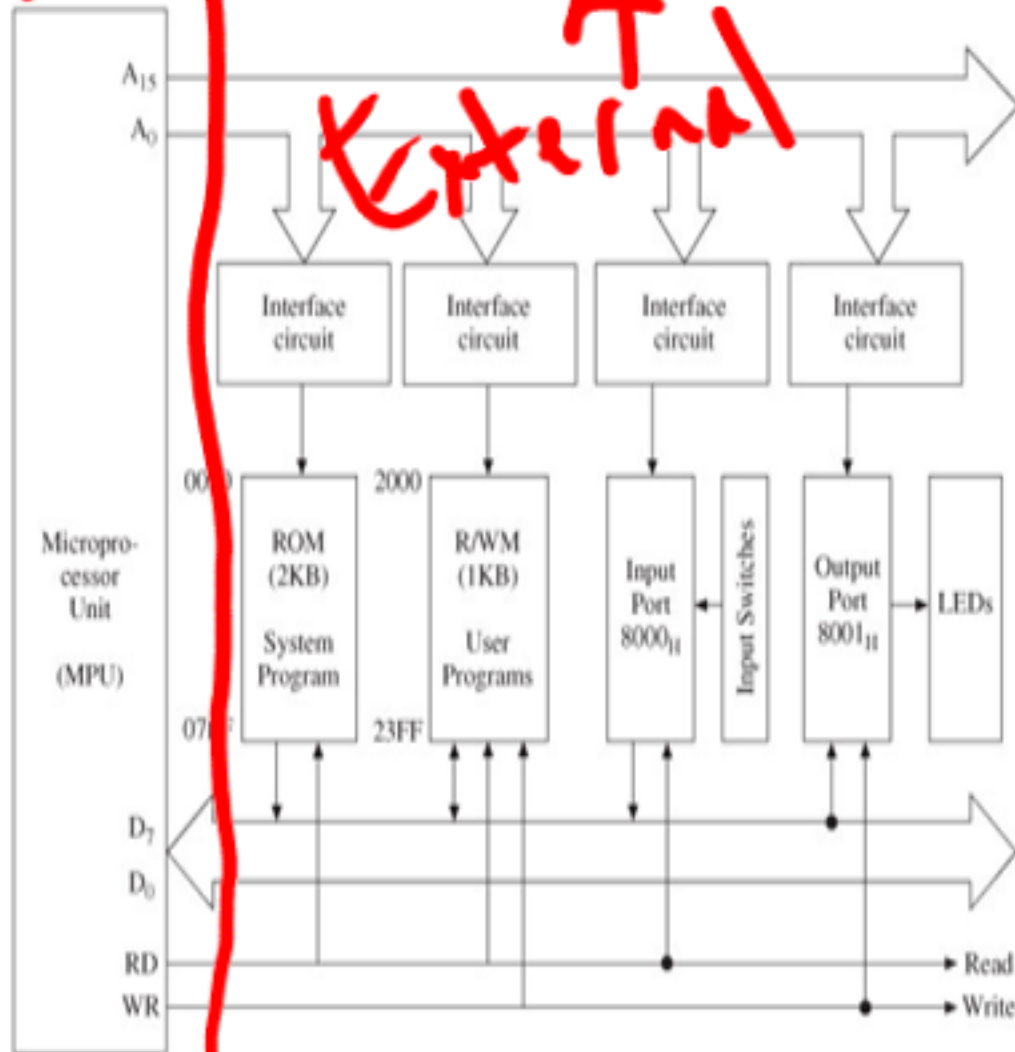 A15
External
A0
Interface
circuit
Interface
circuit
Interface
circuit
Interface
circuit
2000
ROM
(2KB)
System
Program
R/WM
(1KB)
User
Programs
Input
Port
8000H
Input Switches
Output
Port
8001H
LEDs
Micropro-
cessor
Unit
(MPU)
23FF
D7
D0
RD
Read
WR
Write